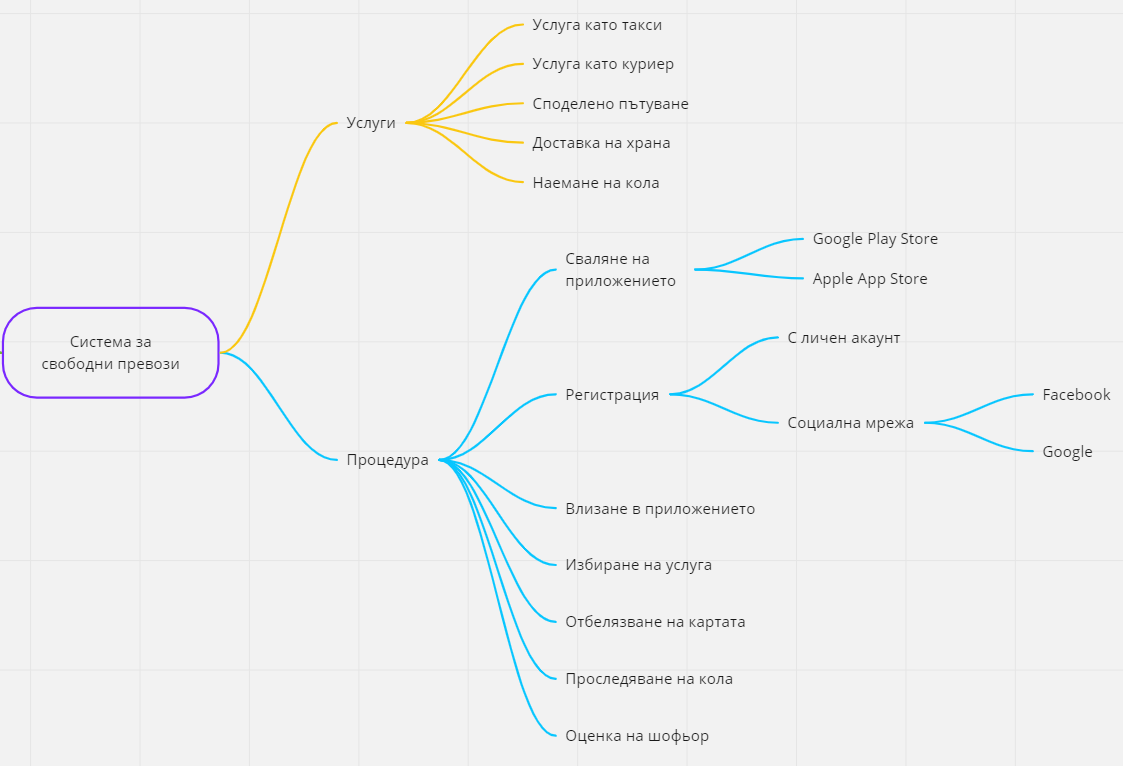 Система за
свободни превози
Услуги
Услуга като такси
Услуга като куриер
Споделено пътуване
Доставка на храна
Наемане на кола
Процедура
Сваляне на
приложението
Google Play Store
Apple App Store
Регистрация
С личен акаунт
Социална мрежа
Facebook
Google
Влизане в приложението
Избиране на услуга
Отбелязване на картата
Проследяване на кола
Оценка на шофьор